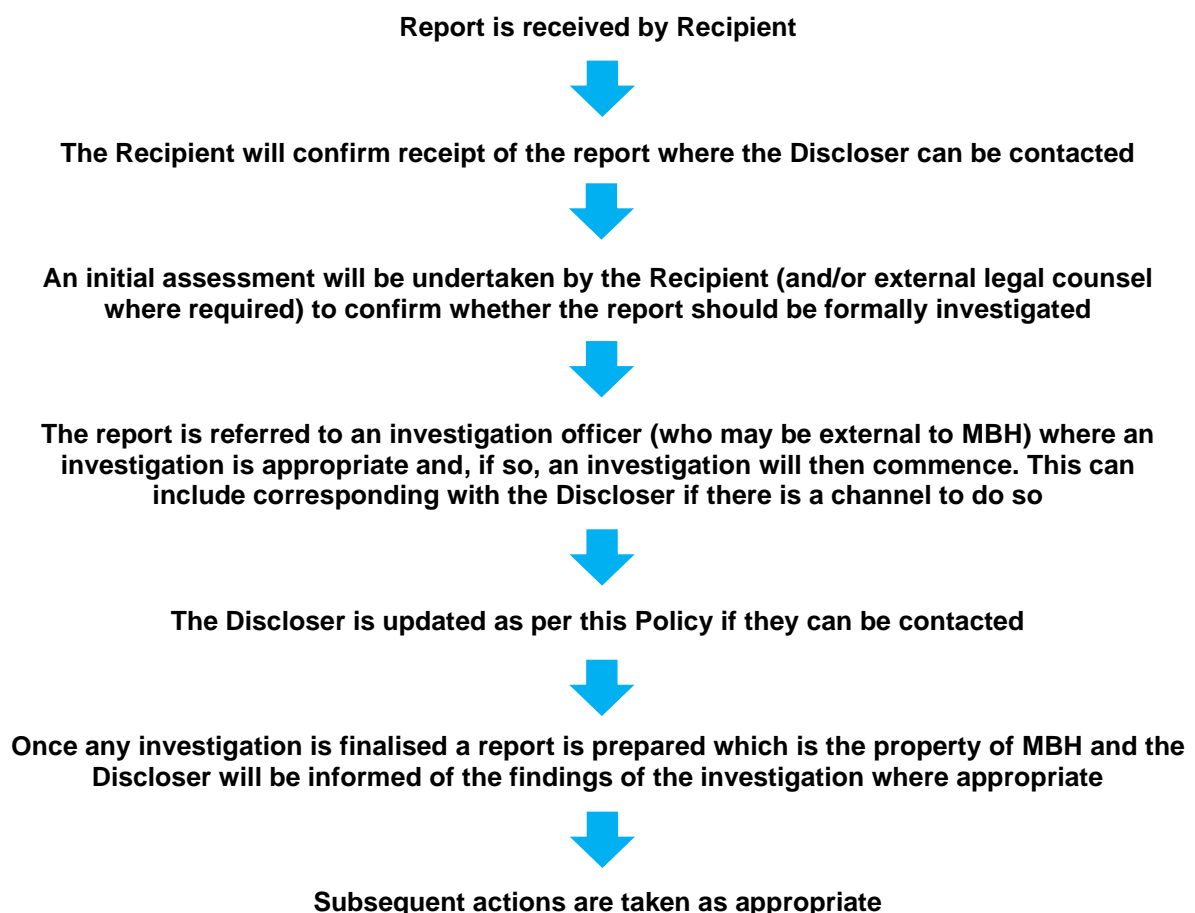 Report is received by Recipient
The Recipient will confirm receipt of the report where the Discloser can be contacted
An initial assessment will be undertaken by the Recipient (and/or external legal counsel
where required) to confirm whether the report should be formally investigated
The report is referred to an investigation officer (who may be external to MBH) where an
investigation is appropriate and, if so, an investigation will then commence. This can
include corresponding with the Discloser if there is a channel to do so
The Discloser is updated as per this Policy if they can be contacted
Once any investigation is finalised a report is prepared which is the property of MBH and the
Discloser will be informed of the findings of the investigation where appropriate
Subsequent actions are taken as appropriate